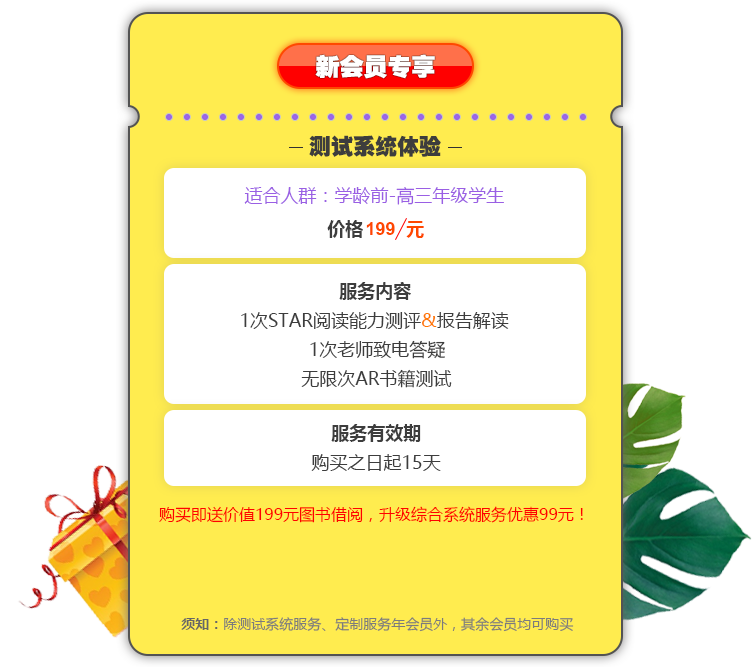 新会员专享
测试系统体验
适合人群：学龄前-高三年级学生
价格199/元
服务内容
1次STAR阅读能力测评&报告解读
1次老师致电答疑
无限次AR书籍测试
服务有效期
购买之日起15天
购买即送价值199元图书借阅，升级综合系统服务优惠99元！
须知：除测试系统服务、定制服务年会员外，其余会员均可购买